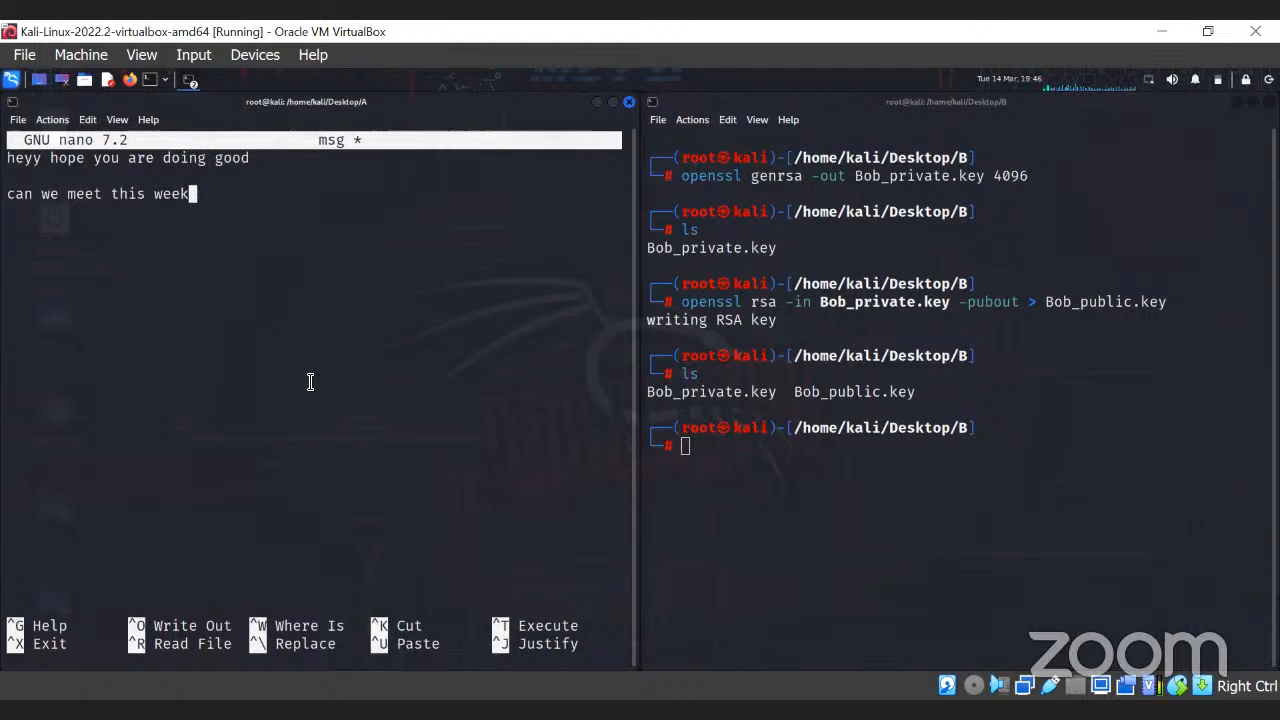 Kali-Linux-2022.2-virtualbox-amd64 [Running] - Oracle VM VirtualBox
File Machine View Input Devices Help
Tue 14 Mar, 19:46
root@kali: /home/kali/Desktop/A
File Actions Edit View Help
GNU nano 7.2 msg *
heyy hope you are doing good
can we meet this week
^G Help ^O Write Out ^W Where Is ^K Cut ^T Execute
^X Exit ^R Read File ^\ Replace ^U Paste ^J Justify
root@kali: /home/kali/Desktop/B
File Actions Edit View Help
┌──(root㉿kali)-[/home/kali/Desktop/B]
└─# openssl genrsa -out Bob_private.key 4096
┌──(root㉿kali)-[/home/kali/Desktop/B]
└─# ls
Bob_private.key
┌──(root㉿kali)-[/home/kali/Desktop/B]
└─# openssl rsa -in Bob_private.key -pubout > Bob_public.key
writing RSA key
┌──(root㉿kali)-[/home/kali/Desktop/B]
└─# ls
Bob_private.key Bob_public.key
┌──(root㉿kali)-[/home/kali/Desktop/B]
└─#
zoom
Right Ctrl